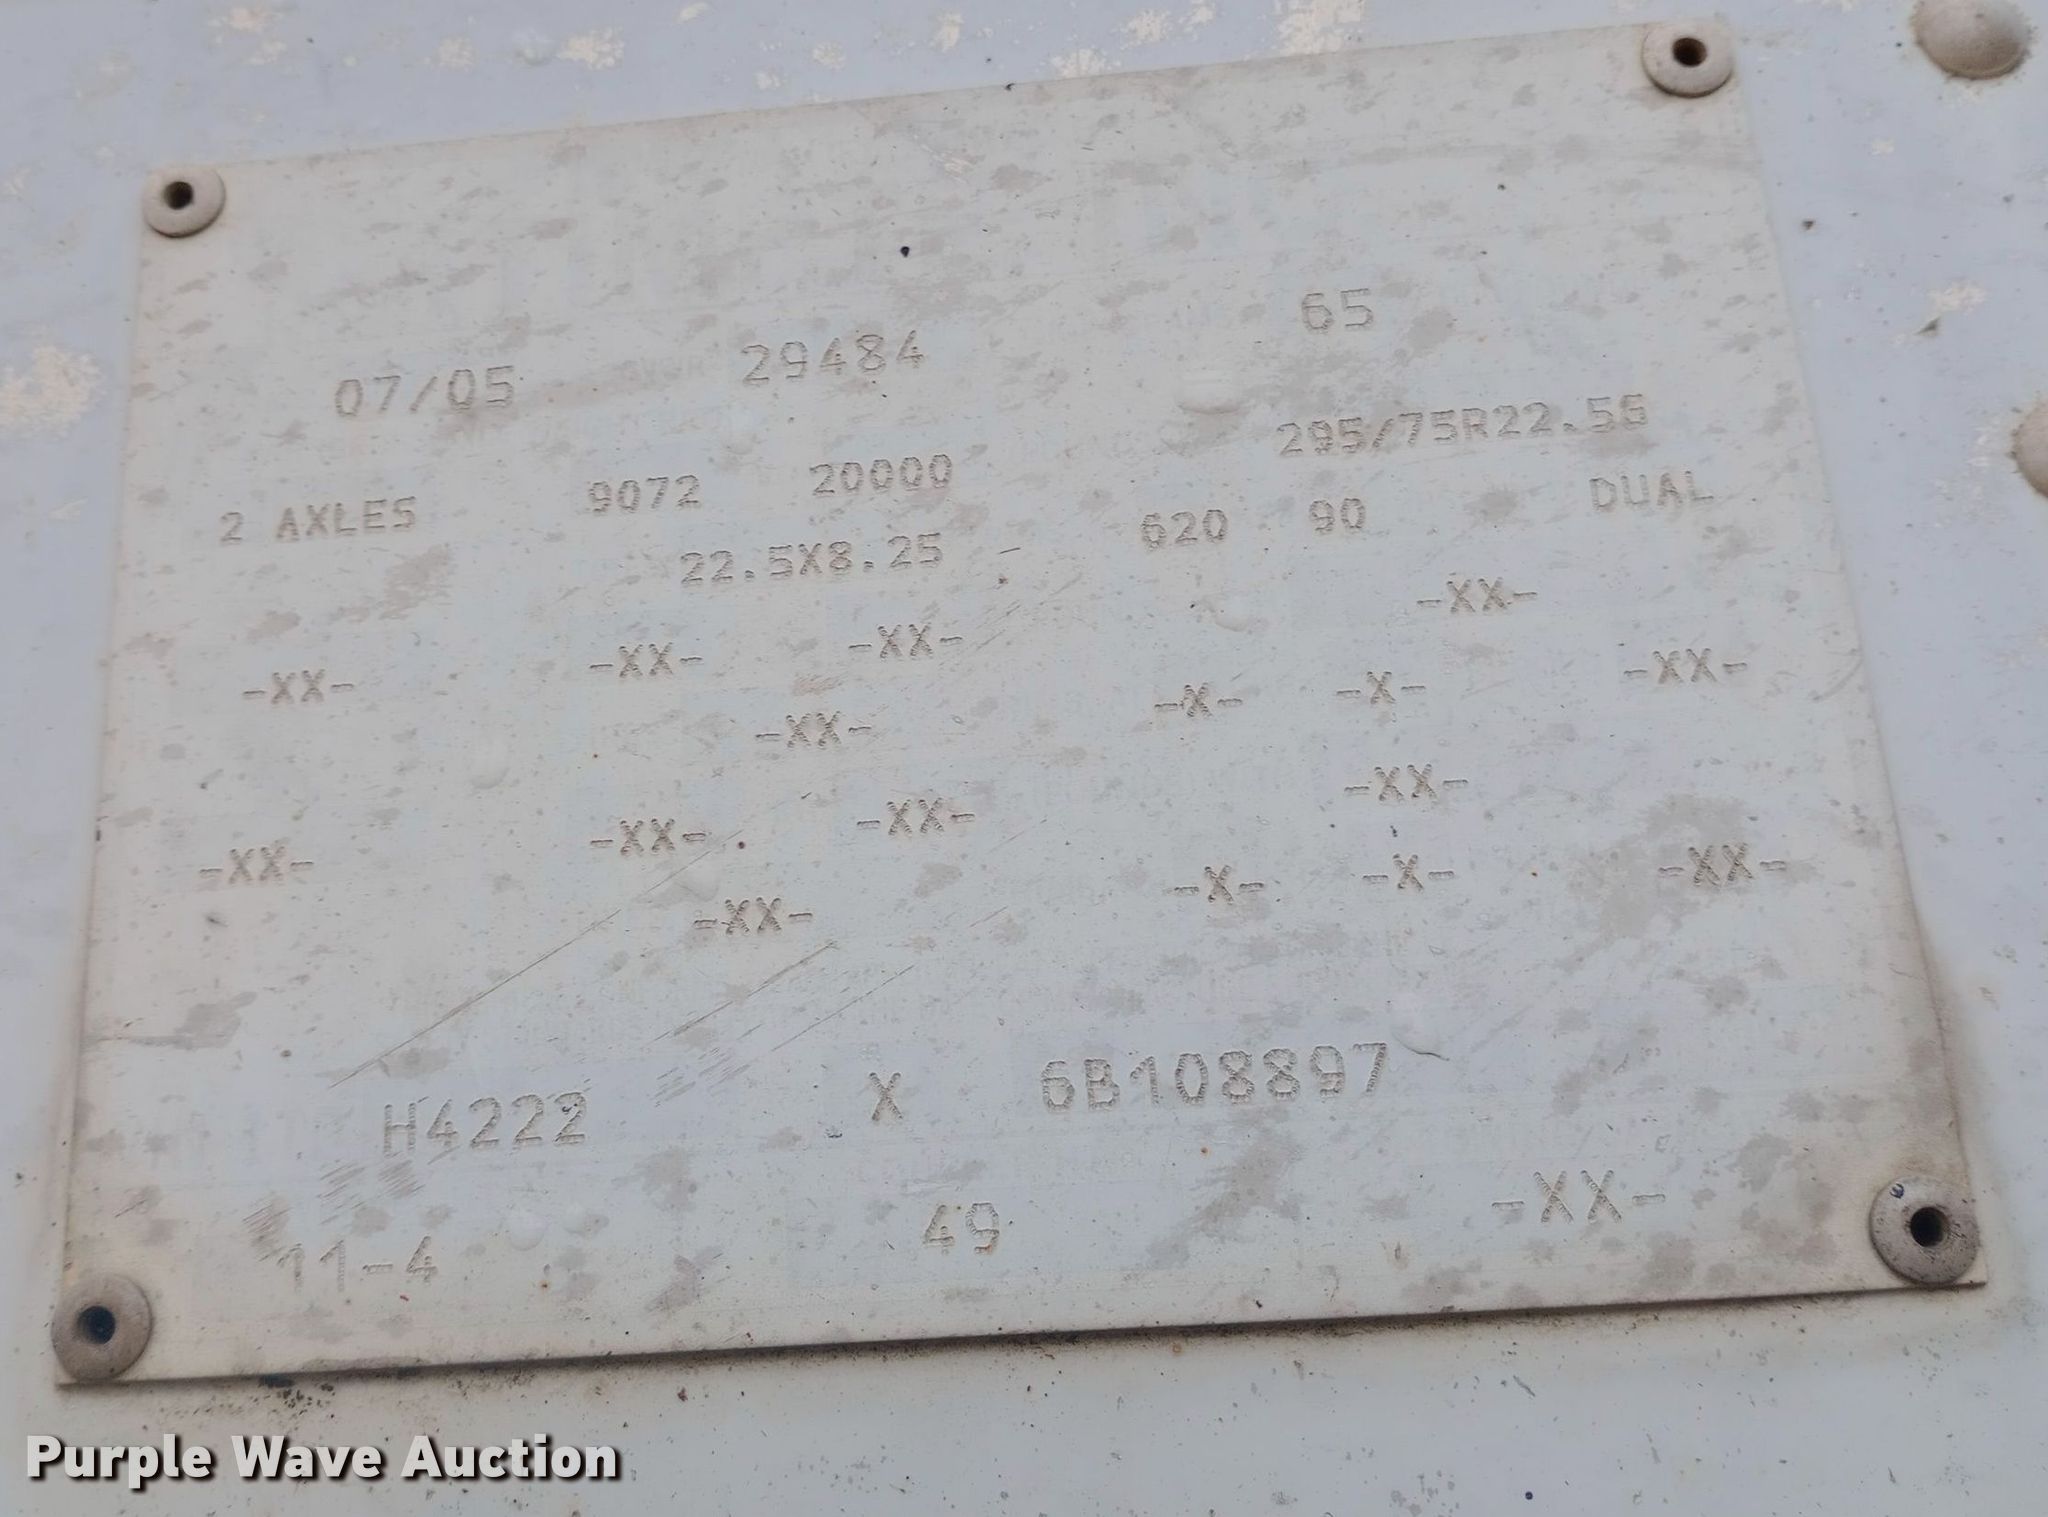 07/05 29484 65
295/75R22.5G
2 AXLES 9072 20000 620 90 DUAL
22.5X8.25
-XX-
-XX- -XX- -XX- -X- -X- -XX-
-XX-
-XX-
-XX- -XX- -XX- -X- -X- -XX-
-XX-
H4222 X 6B108897
11-4 49 -XX-
Purple Wave Auction